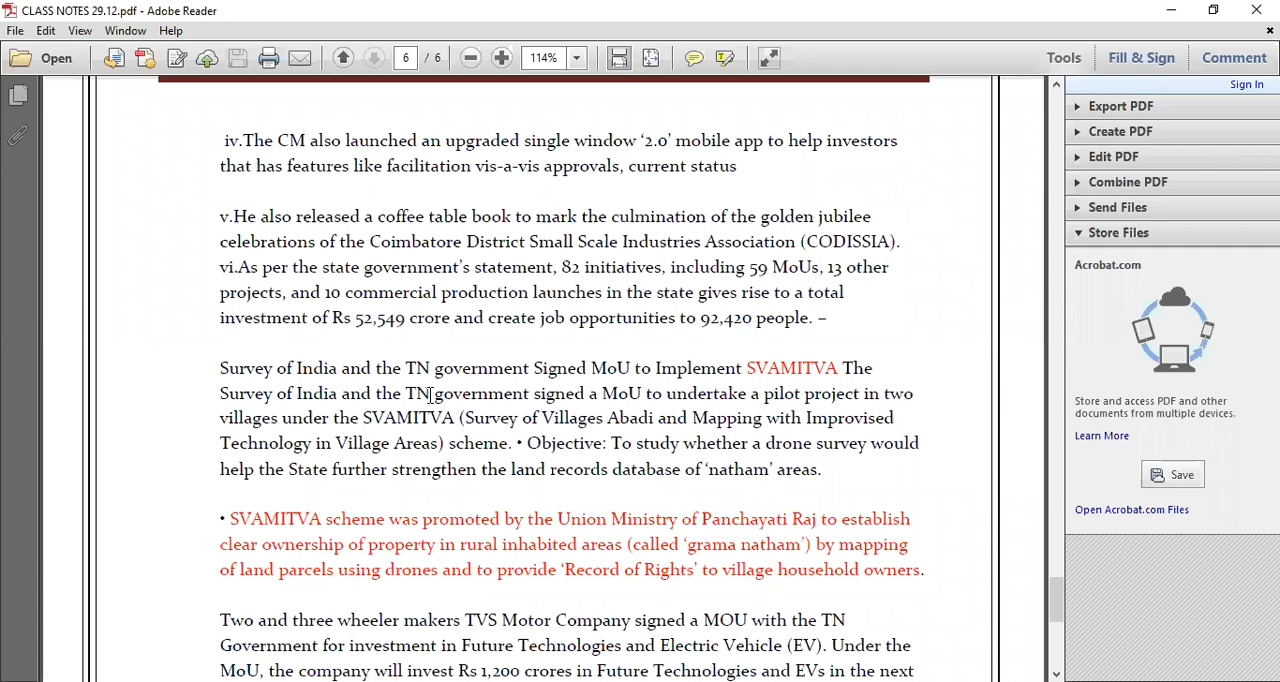 CLASS NOTES 29.12.pdf - Adobe Reader
File Edit View Window Help
Open 6 / 6 114% Tools Fill & Sign Comment
Sign In
Export PDF
Create PDF
Edit PDF
Combine PDF
Send Files
Store Files
Acrobat.com
Store and access PDF and other
documents from multiple devices.
Learn More
Save
Open Acrobat.com Files
iv.The CM also launched an upgraded single window ‘2.0’ mobile app to help investors
that has features like facilitation vis-a-vis approvals, current status
v.He also released a coffee table book to mark the culmination of the golden jubilee
celebrations of the Coimbatore District Small Scale Industries Association (CODISSIA).
vi.As per the state government’s statement, 82 initiatives, including 59 MoUs, 13 other
projects, and 10 commercial production launches in the state gives rise to a total
investment of Rs 52,549 crore and create job opportunities to 92,420 people. –
Survey of India and the TN government Signed MoU to Implement SVAMITVA The
Survey of India and the TN government signed a MoU to undertake a pilot project in two
villages under the SVAMITVA (Survey of Villages Abadi and Mapping with Improvised
Technology in Village Areas) scheme. • Objective: To study whether a drone survey would
help the State further strengthen the land records database of ‘natham’ areas.
• SVAMITVA scheme was promoted by the Union Ministry of Panchayati Raj to establish
clear ownership of property in rural inhabited areas (called ‘grama natham’) by mapping
of land parcels using drones and to provide ‘Record of Rights’ to village household owners.
Two and three wheeler makers TVS Motor Company signed a MOU with the TN
Government for investment in Future Technologies and Electric Vehicle (EV). Under the
MoU, the company will invest Rs 1,200 crores in Future Technologies and EVs in the next